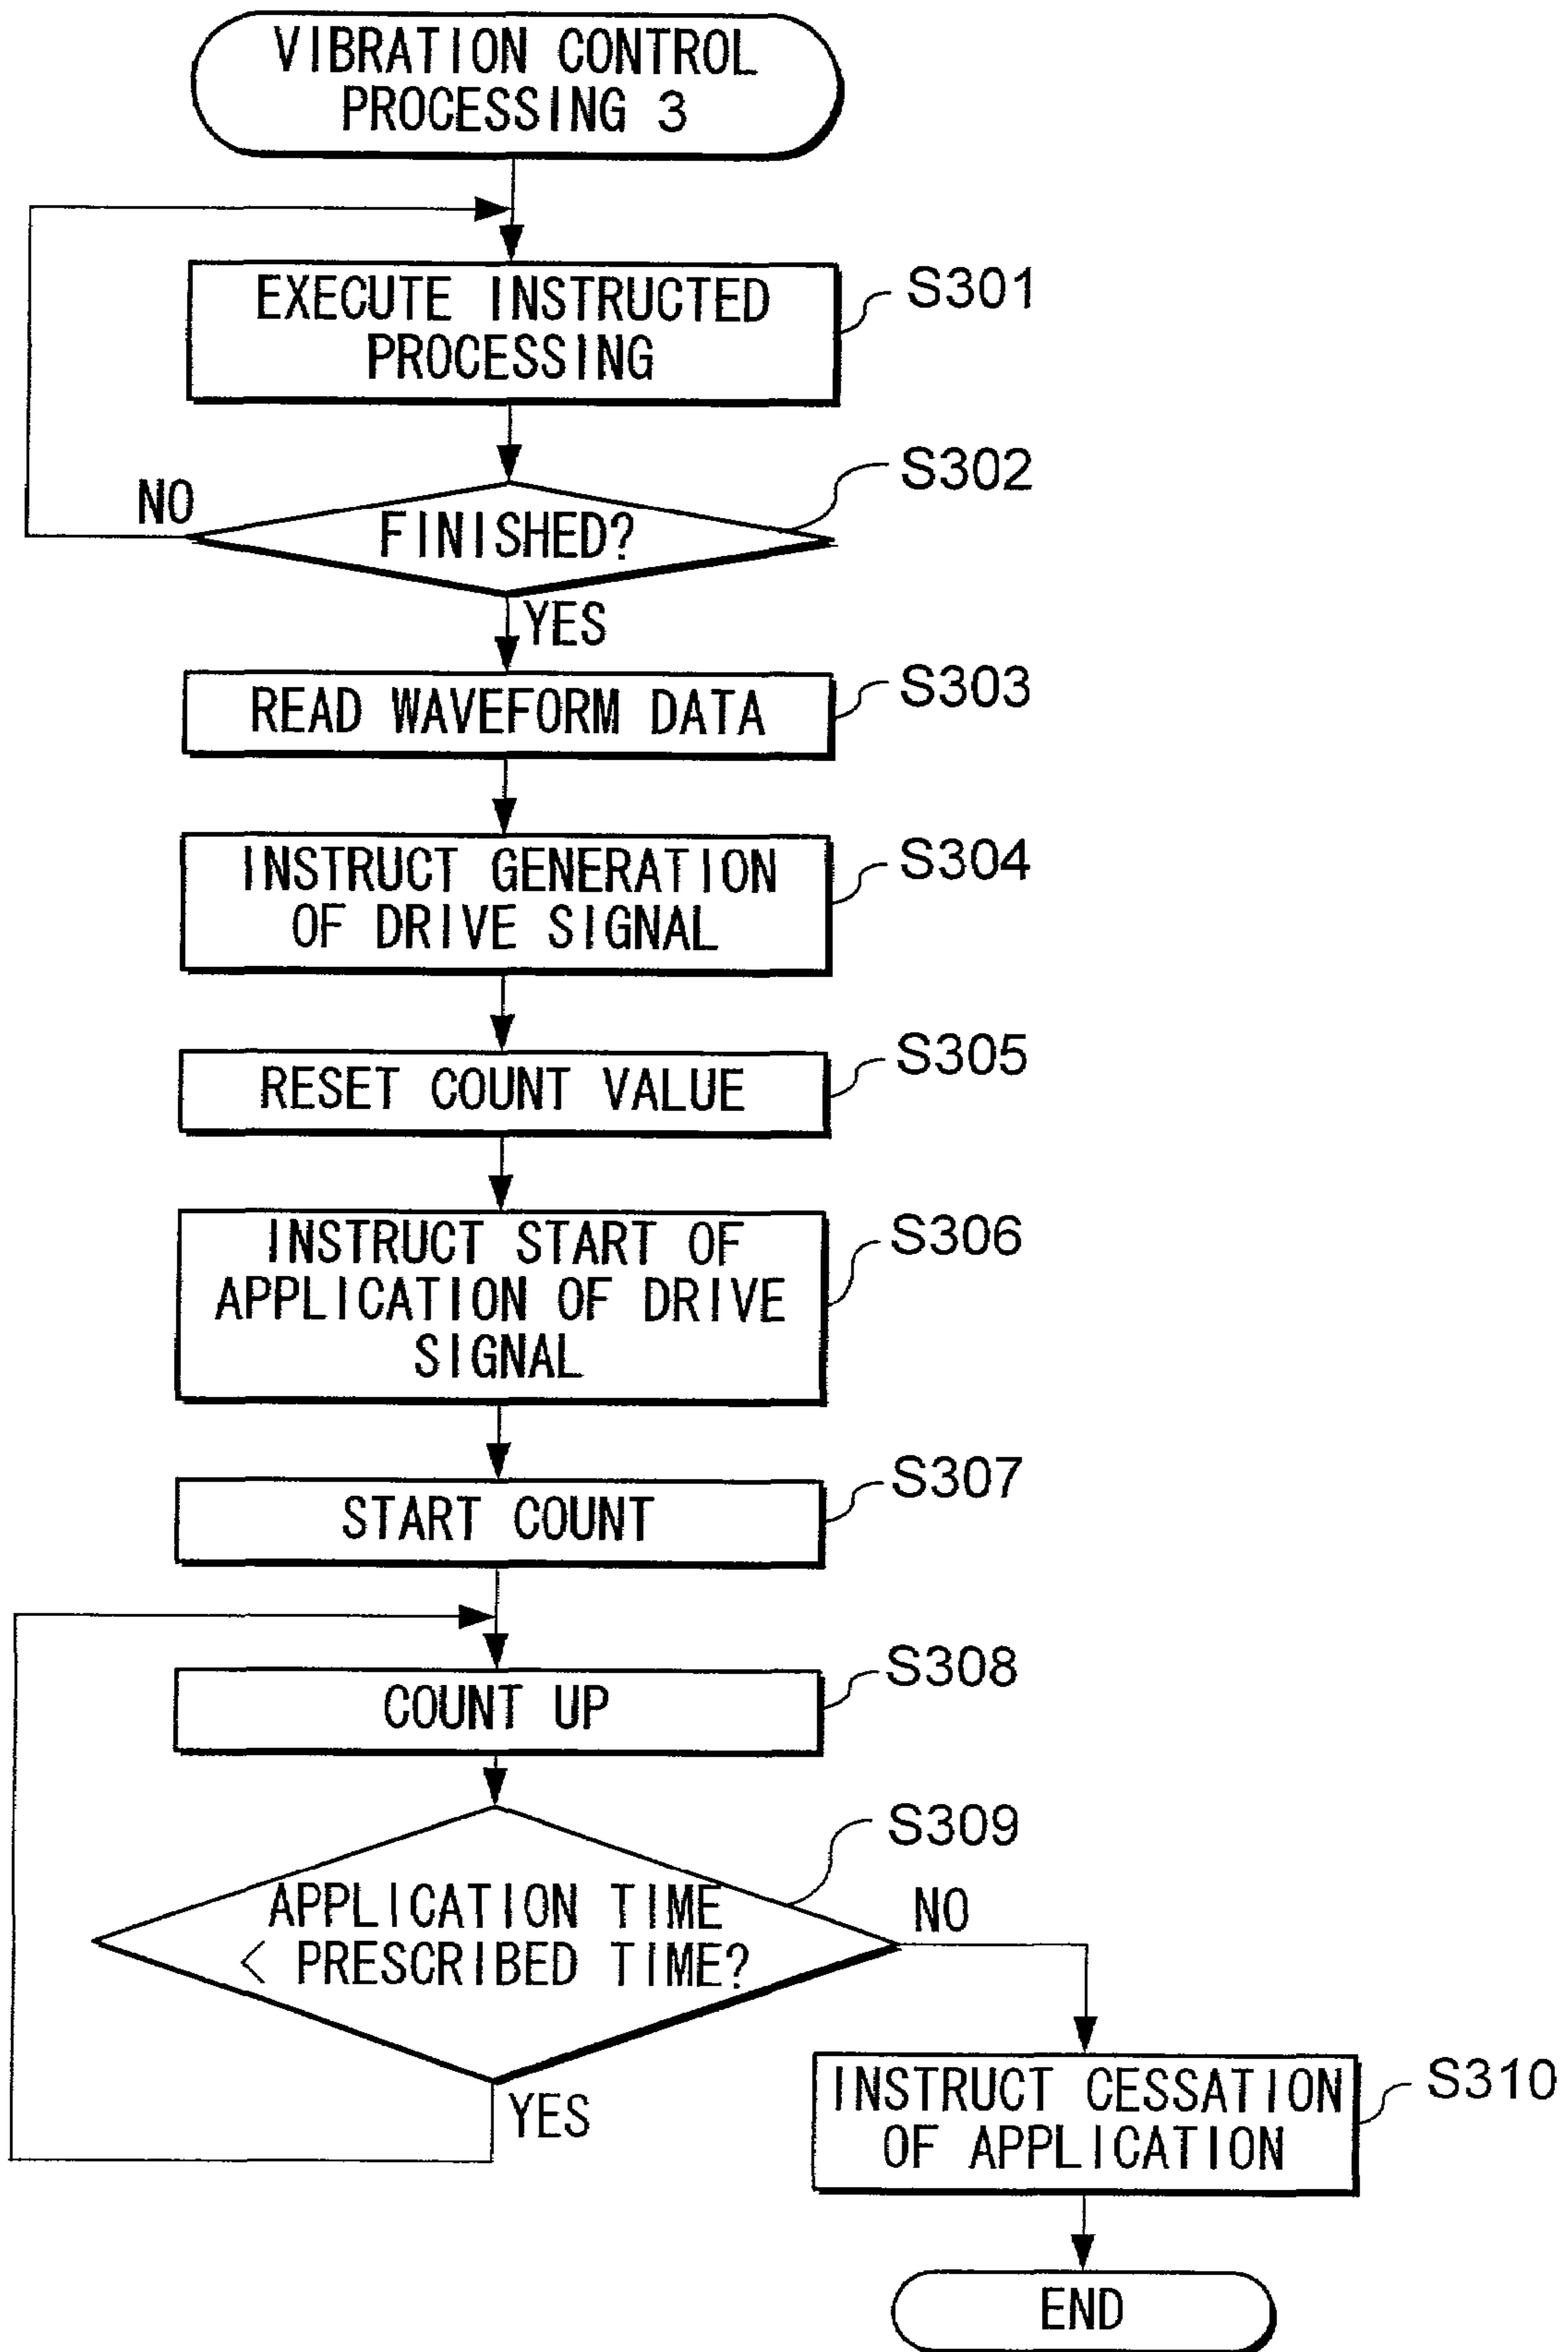 VIBRATION CONTROL
PROCESSING 3
EXECUTE INSTRUCTED
PROCESSING
S301
S302
NO
FINISHED?
YES
READ WAVEFORM DATA
S303
INSTRUCT GENERATION
OF DRIVE SIGNAL
S304
RESET COUNT VALUE
S305
INSTRUCT START OF
APPLICATION OF DRIVE
SIGNAL
S306
START COUNT
S307
COUNT UP
S308
S309
APPLICATION TIME
< PRESCRIBED TIME?
NO
YES
INSTRUCT CESSATION
OF APPLICATION
S310
END